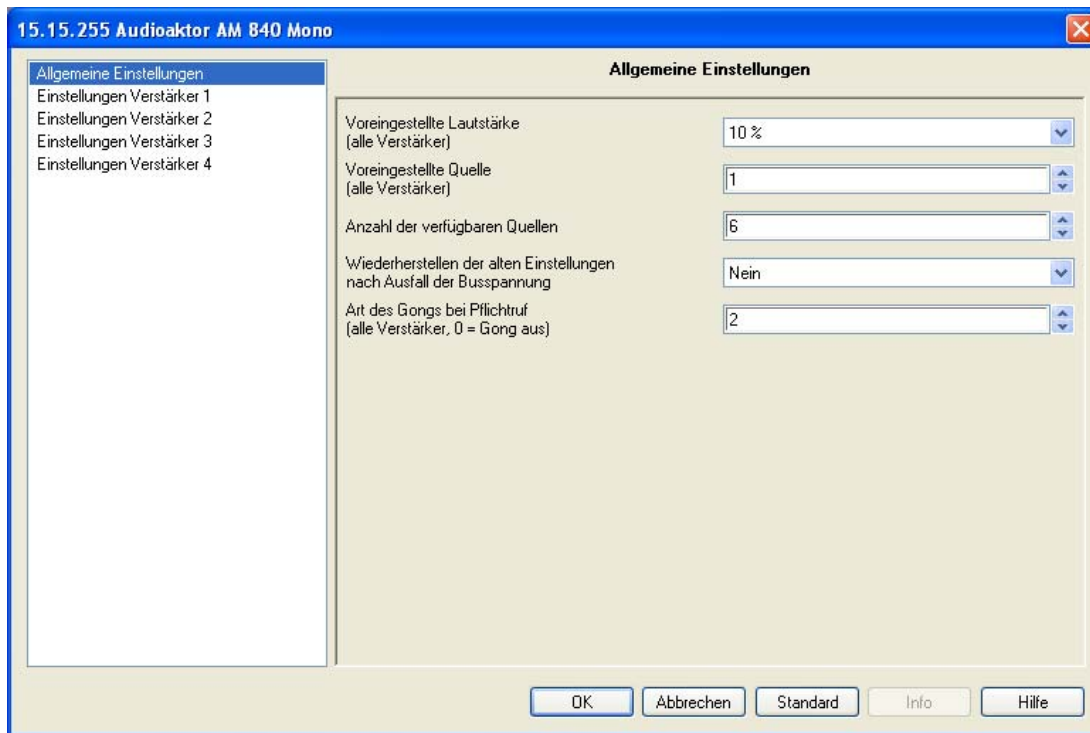 15.15.255 Audioaktor AM 840 Mono
Allgemeine Einstellungen
Einstellungen Verstärker 1
Einstellungen Verstärker 2
Einstellungen Verstärker 3
Einstellungen Verstärker 4
Allgemeine Einstellungen
Voreingestellte Lautstärke
(alle Verstärker)
10 %
Voreingestellte Quelle
(alle Verstärker)
1
Anzahl der verfügbaren Quellen
6
Wiederherstellen der alten Einstellungen
nach Ausfall der Busspannung
Nein
Art des Gongs bei Pflichtruf
(alle Verstärker, 0 = Gong aus)
2
OK
Abbrechen
Standard
Info
Hilfe